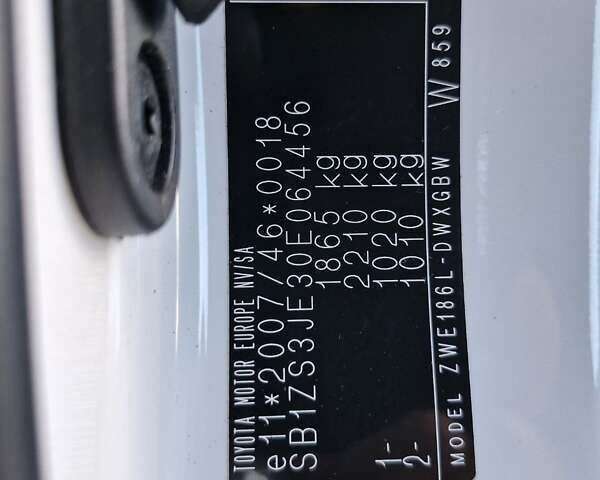 TOYOTA MOTOR EUROPE NV/SA
e11*2007/46*0018
SB1ZS3JE30E064456
1865 kg
2210 kg
1- 1020 kg
2- 1010 kg
MODEL ZWE186L-DWXGBW W 859